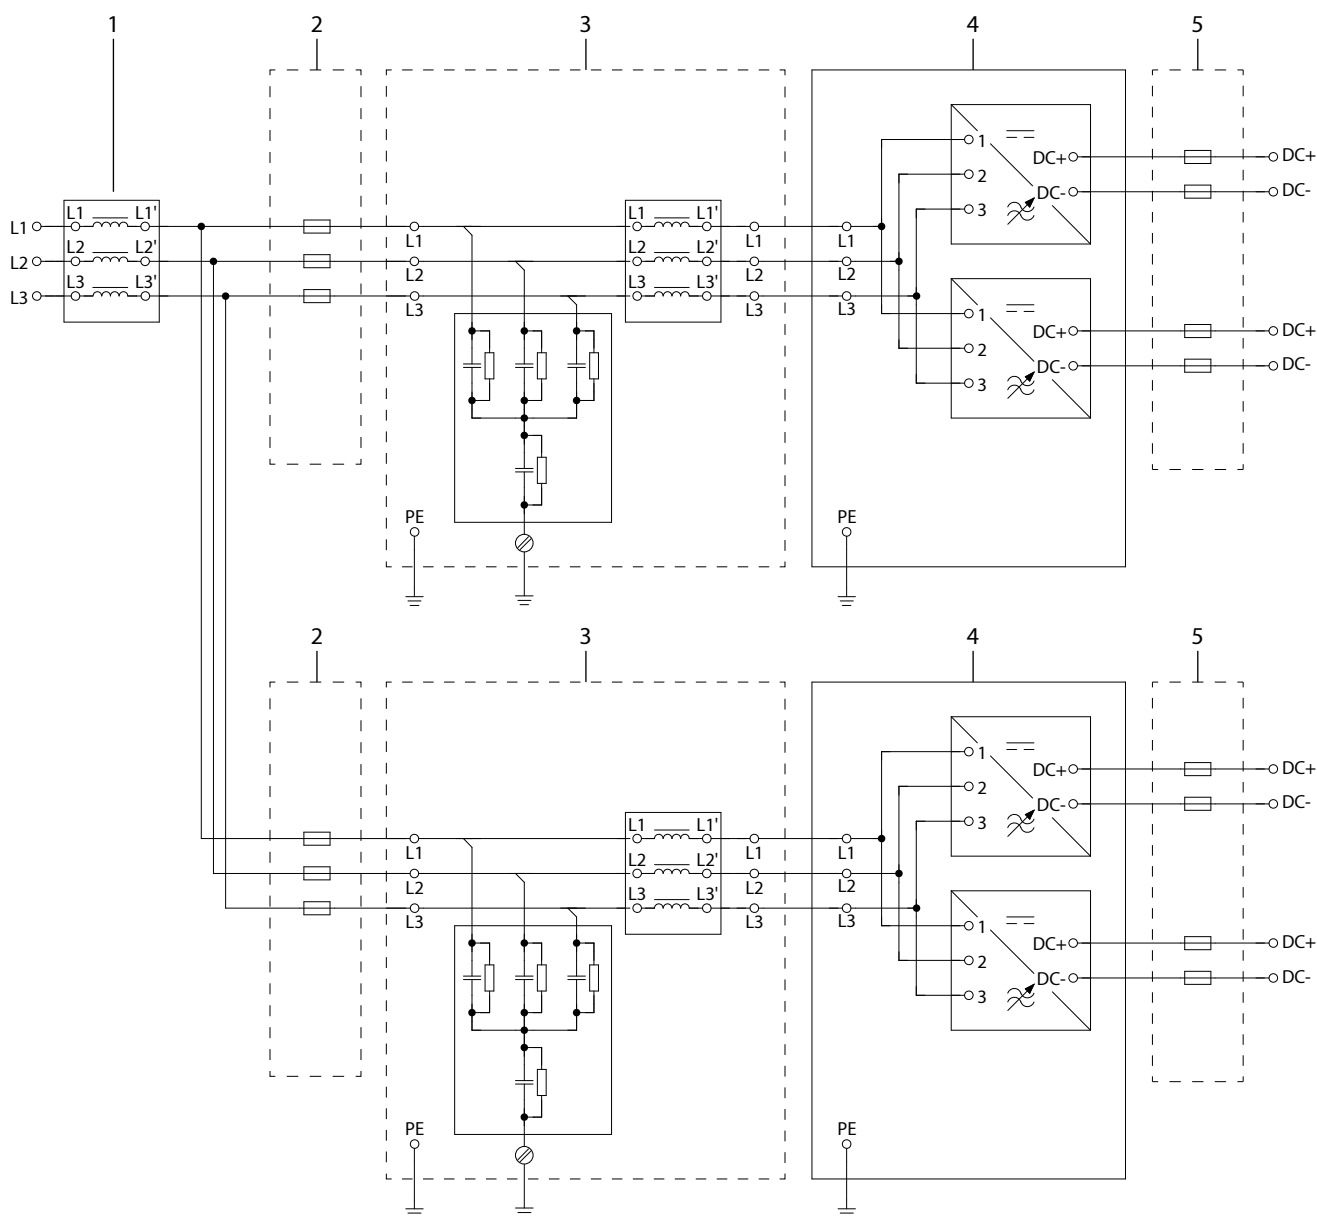 1 2 3 4 5
L1 L1 L1'
L2 L2 L2'
L3 L3 L3'
L1
L2
L3
L1 L1'
L2 L2'
L3 L3'
L1
L2
L3
L1
L2
L3
1
2
3
DC+
DC-
DC+
DC-
1
2
3
DC+
DC-
DC+
DC-
PE
PE
2 3 4 5
L1
L2
L3
L1 L1'
L2 L2'
L3 L3'
L1
L2
L3
L1
L2
L3
1
2
3
DC+
DC-
DC+
DC-
1
2
3
DC+
DC-
DC+
DC-
PE
PE